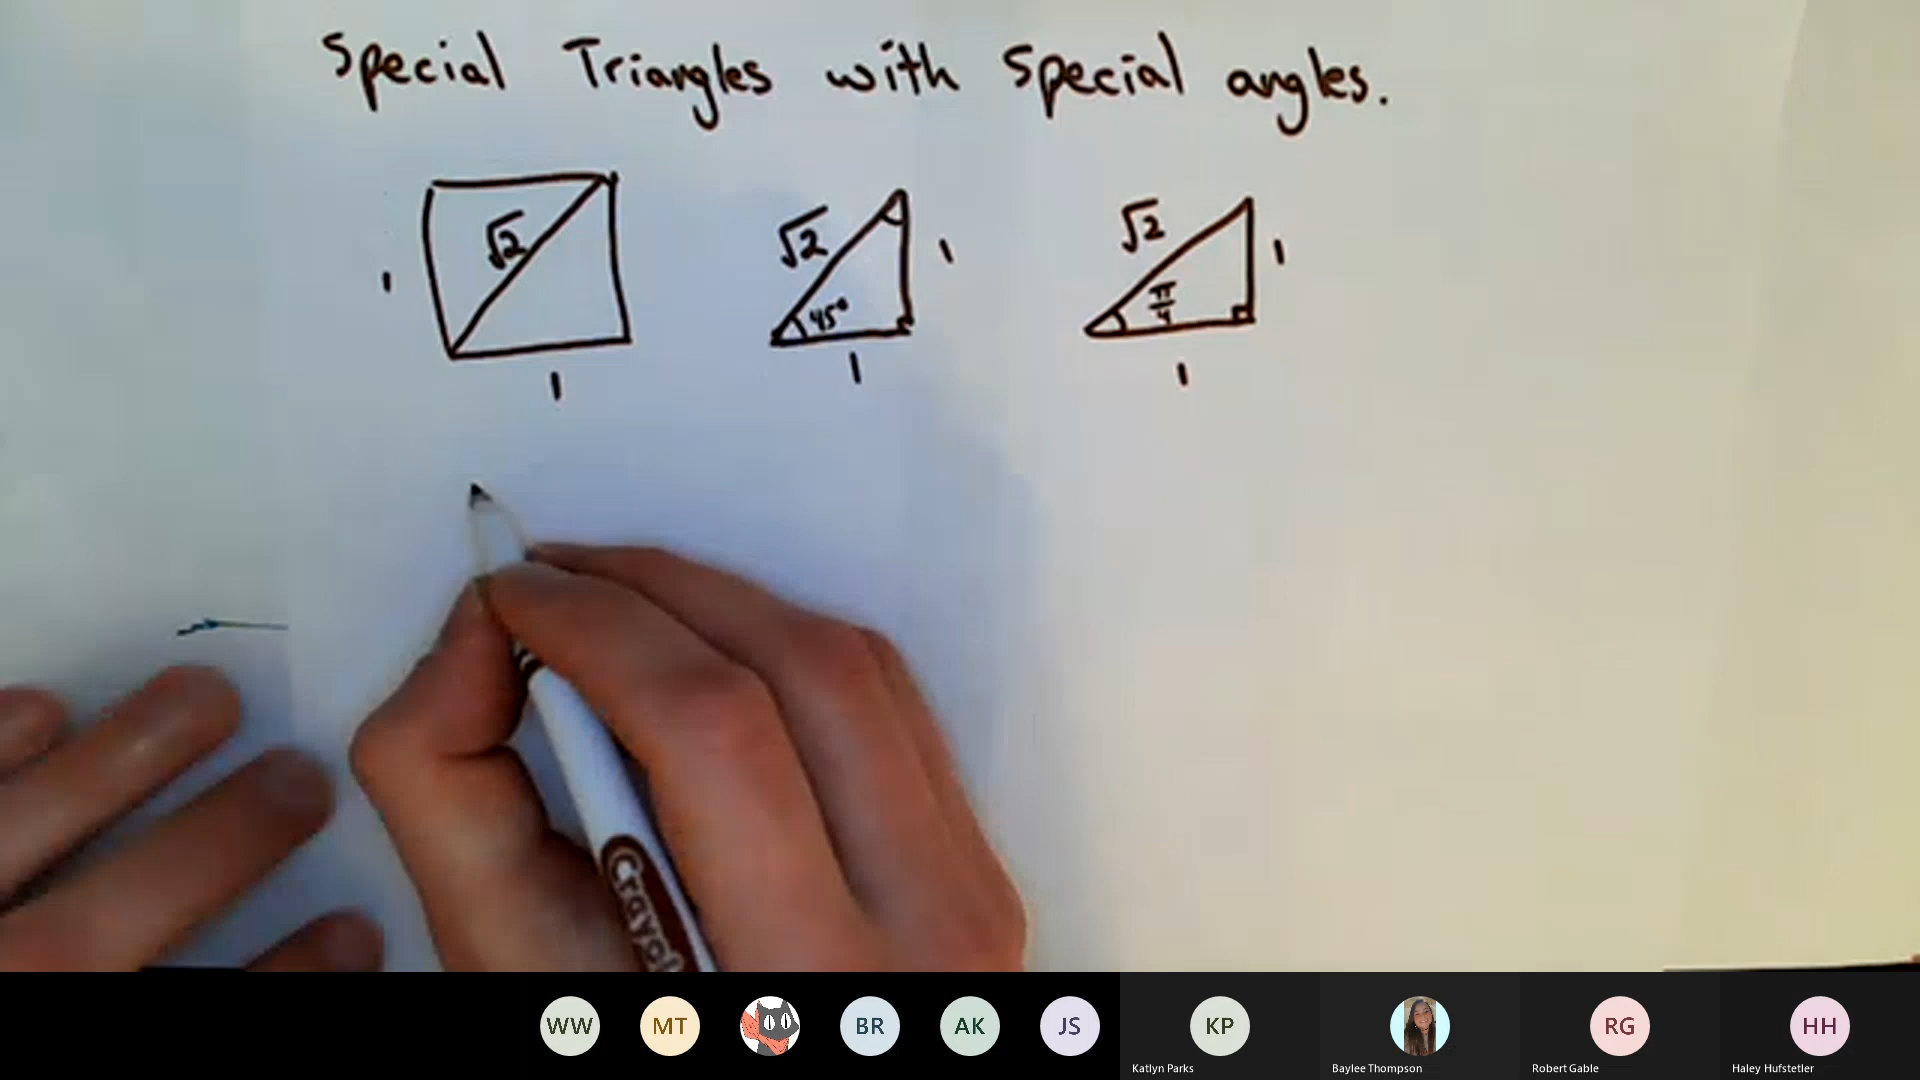 Special Triangles with special angles.
√2
1
1
√2
45°
1
1
√2
π/4
1
1
Crayol
WW MT BR AK JS KP RG HH
Katlyn Parks Baylee Thompson Robert Gable Haley Hufstetler